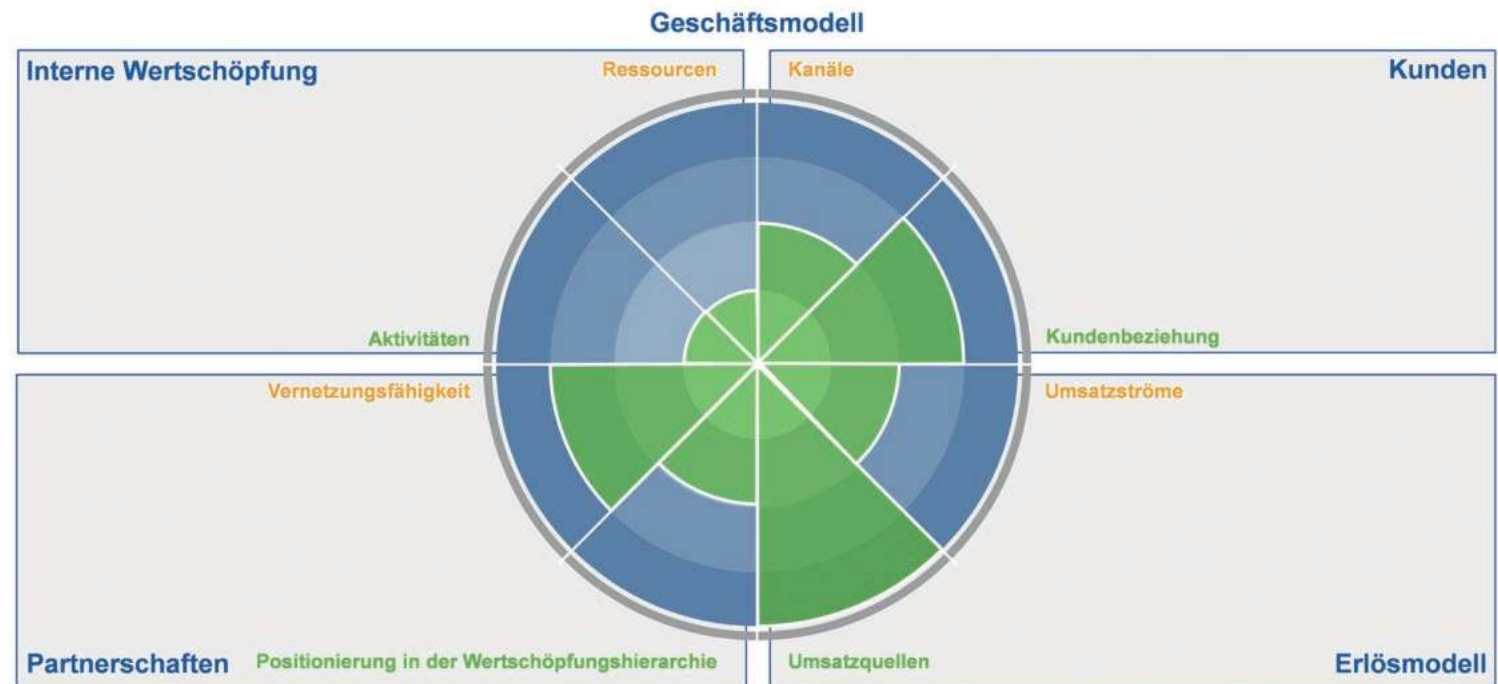 Geschäftsmodell
Interne Wertschöpfung
Ressourcen
Kanäle
Kunden
Aktivitäten
Kundenbeziehung
Vernetzungsfähigkeit
Umsatzströme
Partnerschaften
Positionierung in der Wertschöpfungshierarchie
Umsatzquellen
Erlösmodell